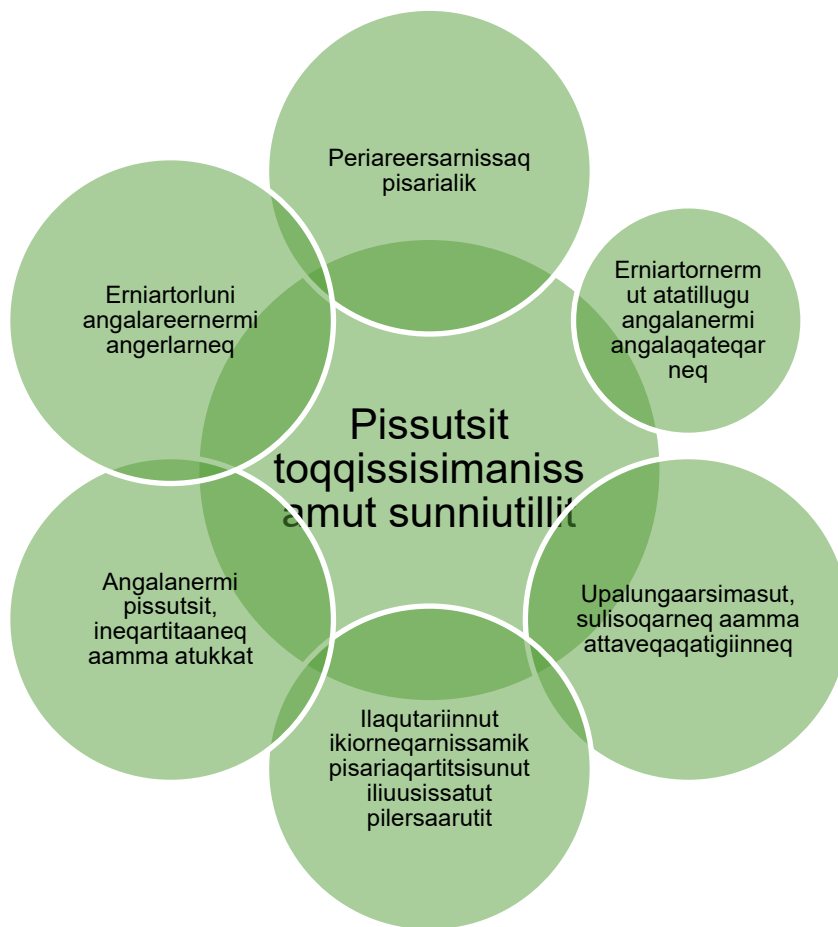 Periareersarnissaq
pisarialik
Erniartornerm
ut atatillugu
angalanermi
angalaqateqar
neq
Upalungaarsimasut,
sulisoqarneq aamma
attaveqaqatigiinneq
Ilaqutariinnut
ikiorneqarnissamik
pisariaqartitsisunut
iliuusissatut
pilersaarutit
Angalanermi
pissutsit,
ineqartitaaneq
aamma atukkat
Erniartorluni
angalareernermi
angerlarneq
Pissutsit
toqqissisimaniss
amut sunniutillit